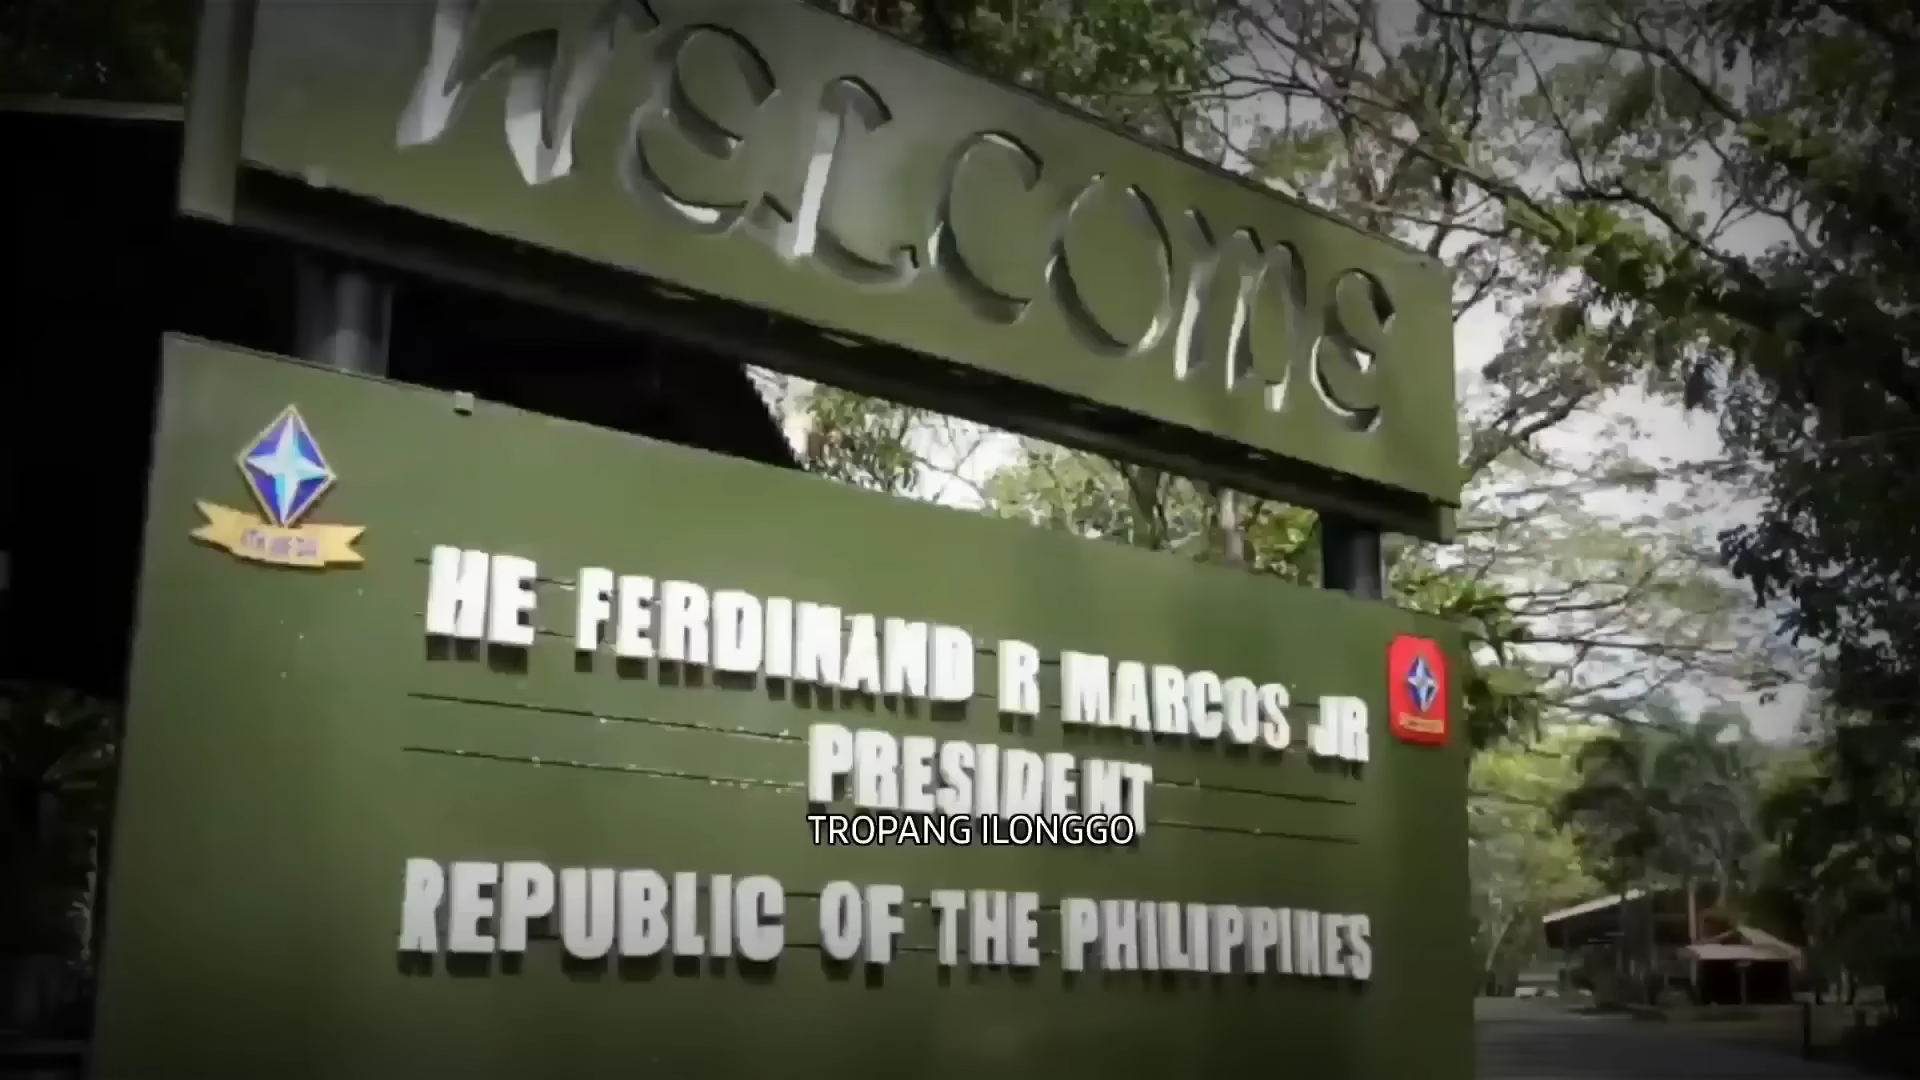 WELCOME
HE FERDINAND R MARCOS JR
PRESIDENT
TROPANG ILONGGO
REPUBLIC OF THE PHILIPPINES